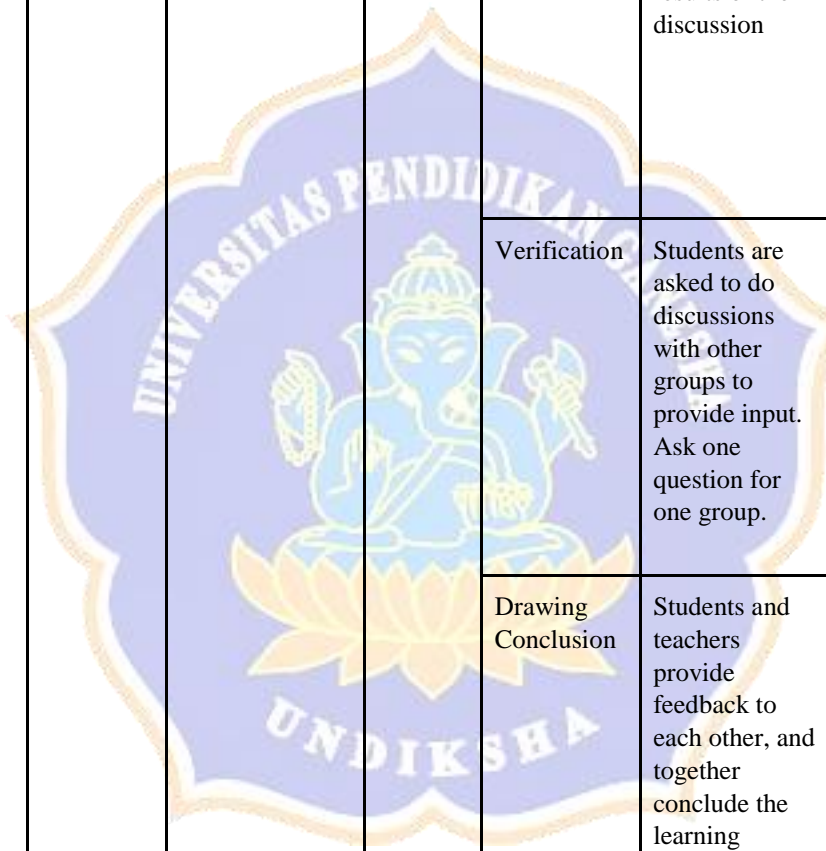 discussion
UNIVERSITAS PENDIDIKAN GANESHA
Verification
Students are
asked to do
discussions
with other
groups to
provide input.
Ask one
question for
one group.
Drawing
Conclusion
Students and
teachers
provide
feedback to
each other, and
together
conclude the
learning
UNDIKSHA